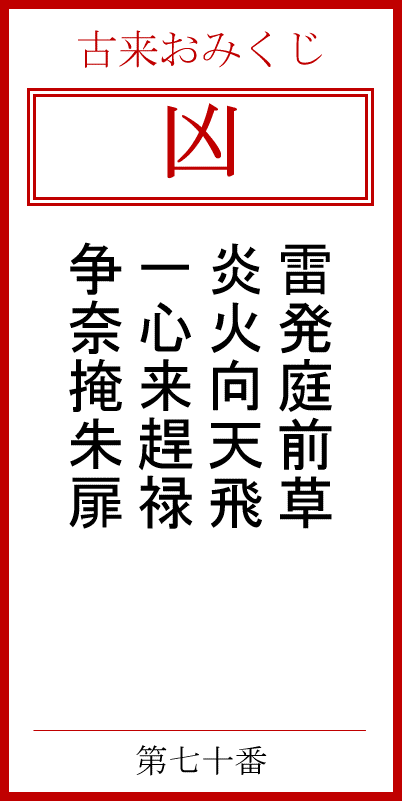 古来おみくじ
凶
雷発庭前草
炎火向天飛
一心来趕禄
争奈掩朱扉
第七十番